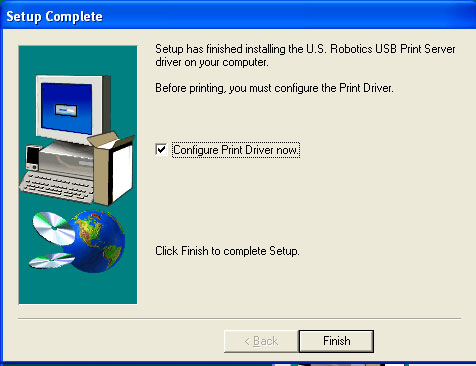 Setup Complete
Setup has finished installing the U.S. Robotics USB Print Server
driver on your computer.
Before printing, you must configure the Print Driver.
Configure Print Driver now.
Click Finish to complete Setup.
< Back
Finish